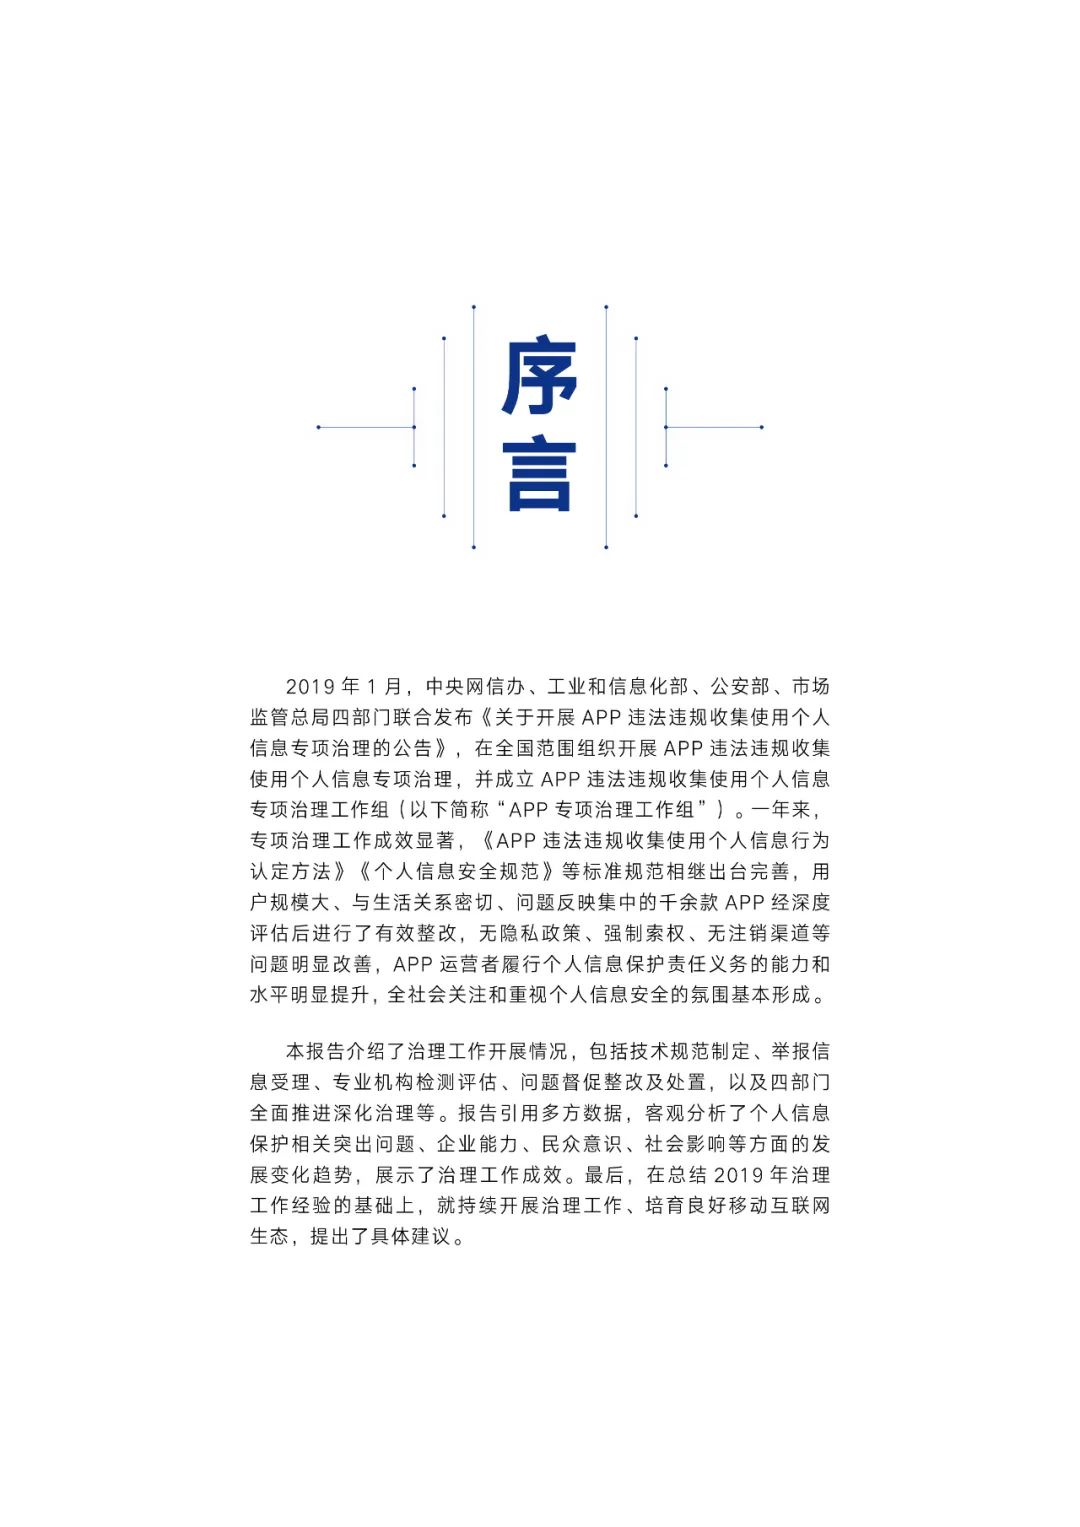 序
言
2019 年 1 月，中央网信办、工业和信息化部、公安部、市场
监管总局四部门联合发布《关于开展 APP 违法违规收集使用个人
信息专项治理的公告》，在全国范围组织开展 APP 违法违规收集
使用个人信息专项治理，并成立 APP 违法违规收集使用个人信息
专项治理工作组（以下简称“APP 专项治理工作组”）。一年来，
专项治理工作成效显著，《APP 违法违规收集使用个人信息行为
认定方法》《个人信息安全规范》等标准规范相继出台完善，用
户规模大、与生活关系密切、问题反映集中的千余款 APP 经深度
评估后进行了有效整改，无隐私政策、强制索权、无注销渠道等
问题明显改善，APP 运营者履行个人信息保护责任义务的能力和
水平明显提升，全社会关注和重视个人信息安全的氛围基本形成。
本报告介绍了治理工作开展情况，包括技术规范制定、举报信
息受理、专业机构检测评估、问题督促整改及处置，以及四部门
全面推进深化治理等。报告引用多方数据，客观分析了个人信息
保护相关突出问题、企业能力、民众意识、社会影响等方面的发
展变化趋势，展示了治理工作成效。最后，在总结 2019 年治理
工作经验的基础上，就持续开展治理工作、培育良好移动互联网
生态，提出了具体建议。